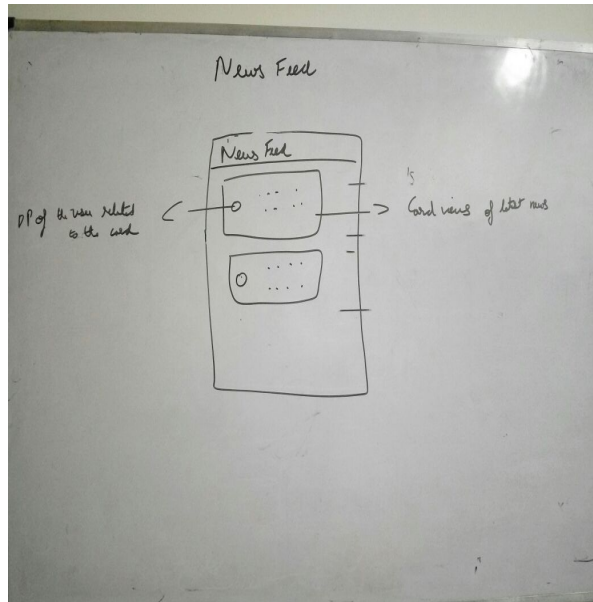 News Feed
News Feed
DP of the user related
to the card
Card views of latest news